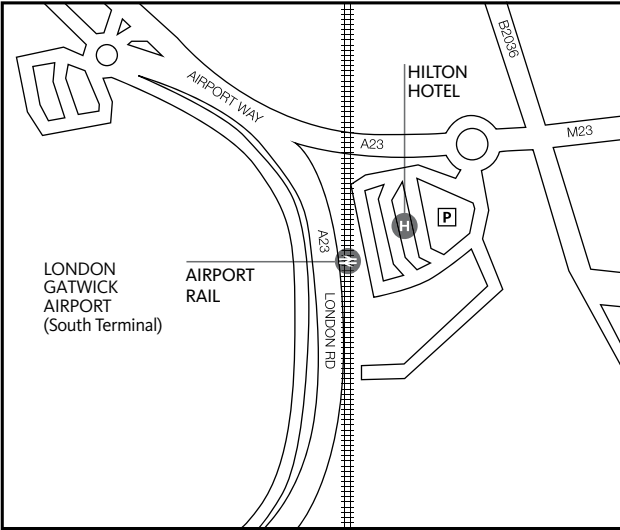 B2036
HILTON
HOTEL
AIRPORT WAY
A23
M23
H
P
A23
LONDON
GATWICK
AIRPORT
(South Terminal)
AIRPORT
RAIL
LONDON RD